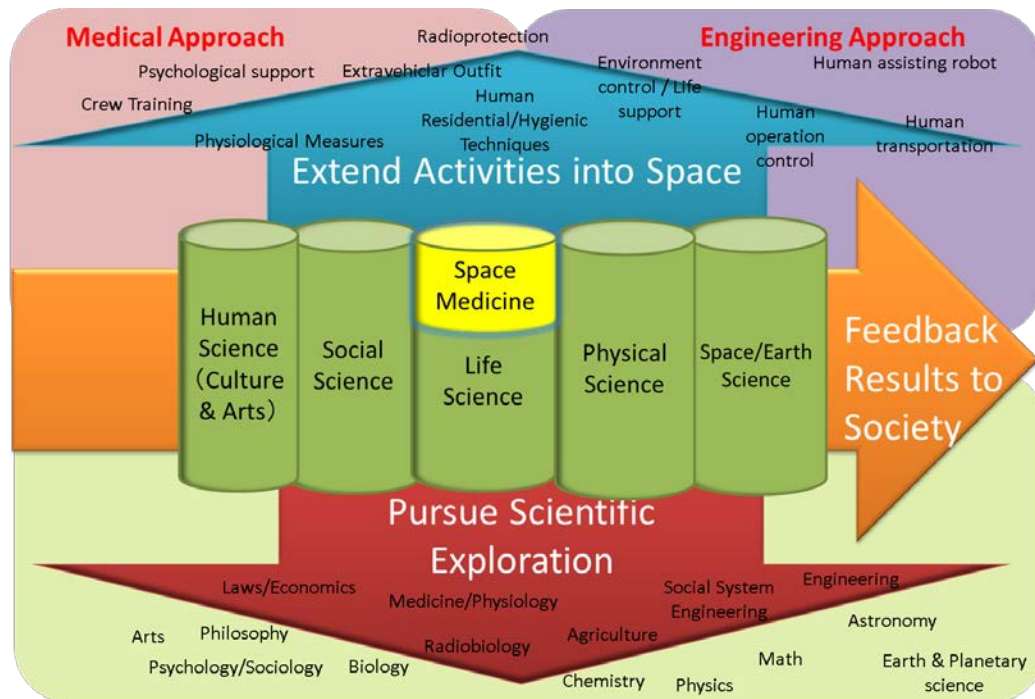 Medical Approach
Radioprotection
Engineering Approach
Psychological support
Extravehiclar Outfit
Environment
control / Life
support
Human assisting robot
Crew Training
Human
Residential/Hygienic
Techniques
Physiological Measures
Human
operation
control
Human
transportation
Extend Activities into Space
Space
Medicine
Human
Science
(Culture
& Arts)
Social
Science
Life
Science
Physical
Science
Space/Earth
Science
Feedback
Results to
Society
Pursue Scientific
Exploration
Laws/Economics
Medicine/Physiology
Social System
Engineering
Engineering
Arts
Philosophy
Psychology/Sociology
Biology
Radiobiology
Agriculture
Chemistry
Physics
Math
Astronomy
Earth & Planetary
science